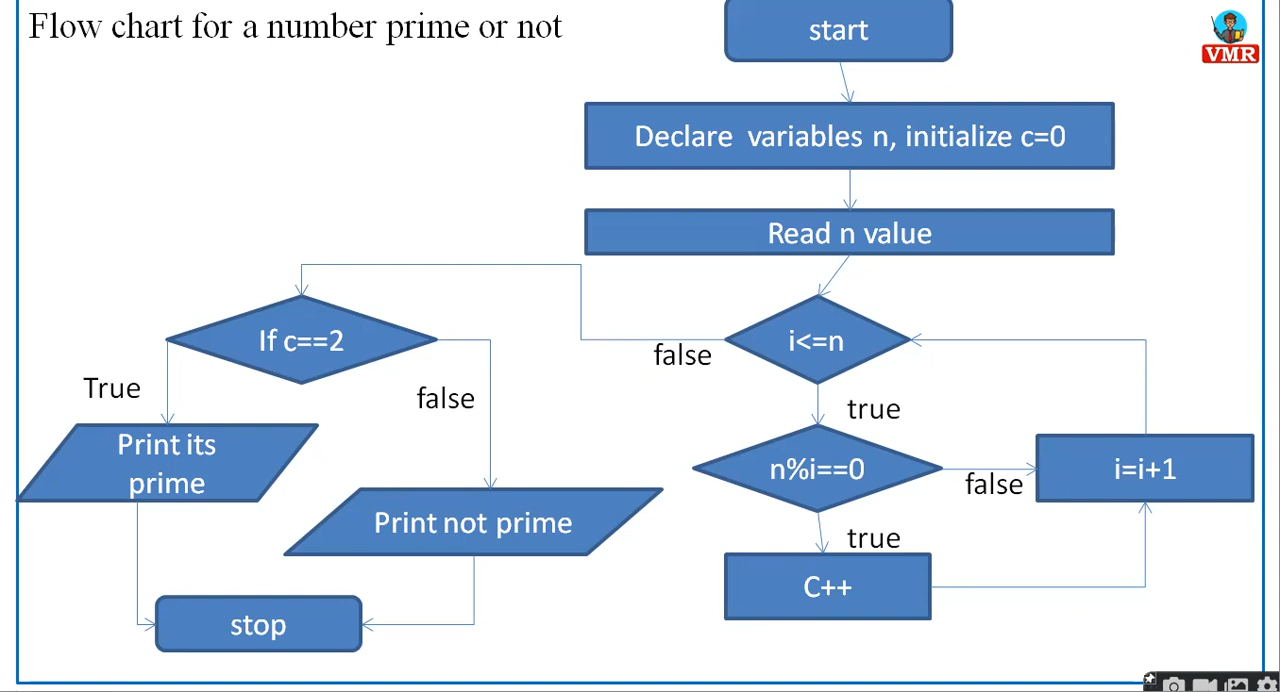 Flow chart for a number prime or not
start
VMR
Declare variables n, initialize c=0
Read n value
If c==2
i<=n
false
True
false
true
Print its
prime
n%i==0
false
i=i+1
Print not prime
true
C++
stop